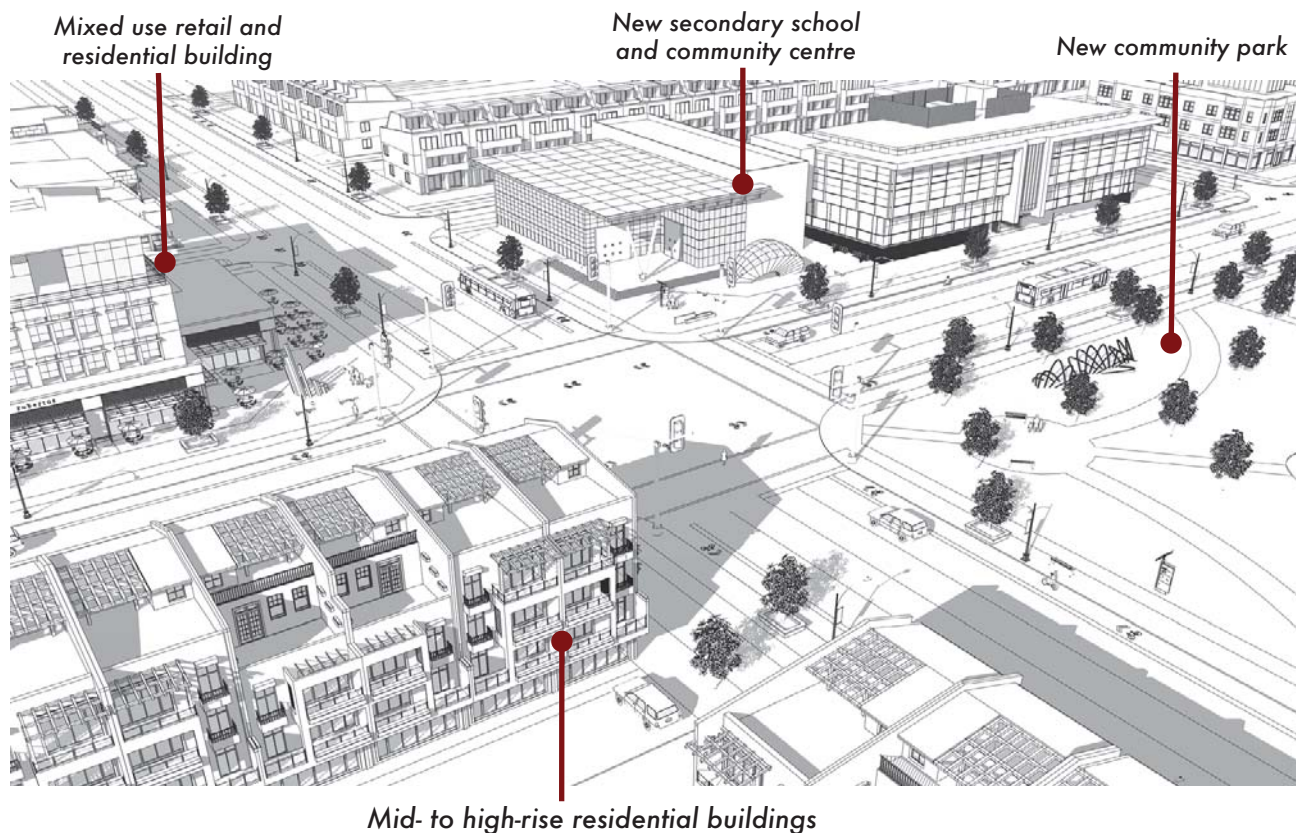 Mixed use retail and
residential building
New secondary school
and community centre
New community park
Mid- to high-rise residential buildings